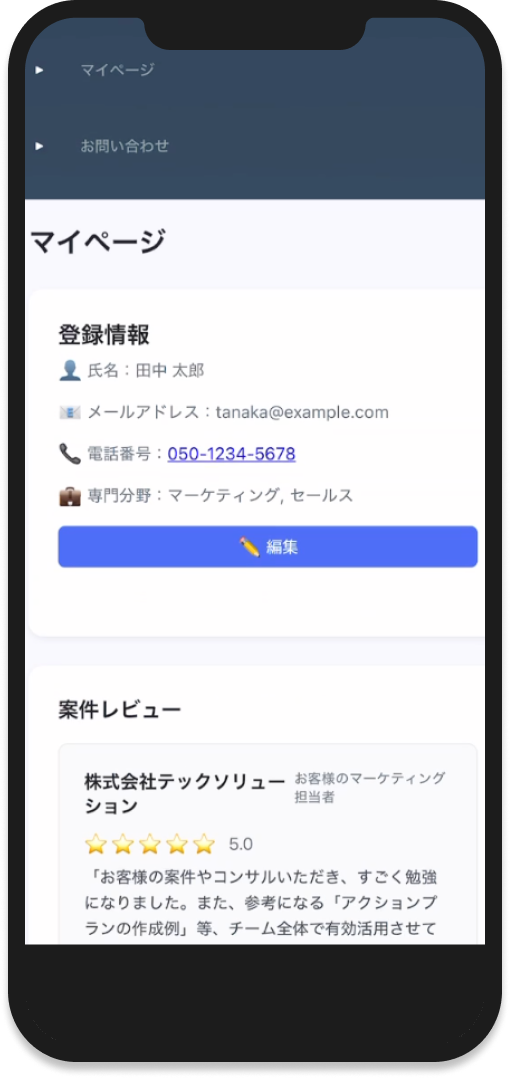 マイページ
お問い合わせ
マイページ
登録情報
👤 氏名：田中 太郎
📧 メールアドレス：tanaka@example.com
📞 電話番号：050-1234-5678
💼 専門分野：マーケティング, セールス
✏️ 編集
案件レビュー
株式会社テックソリュー
ション
お客様のマーケティング
担当者
⭐⭐⭐⭐⭐ 5.0
「お客様の案件やコンサルいただき、すごく勉強
になりました。また、参考になる「アクションプ
ランの作成例」等、チーム全体で有効活用させて